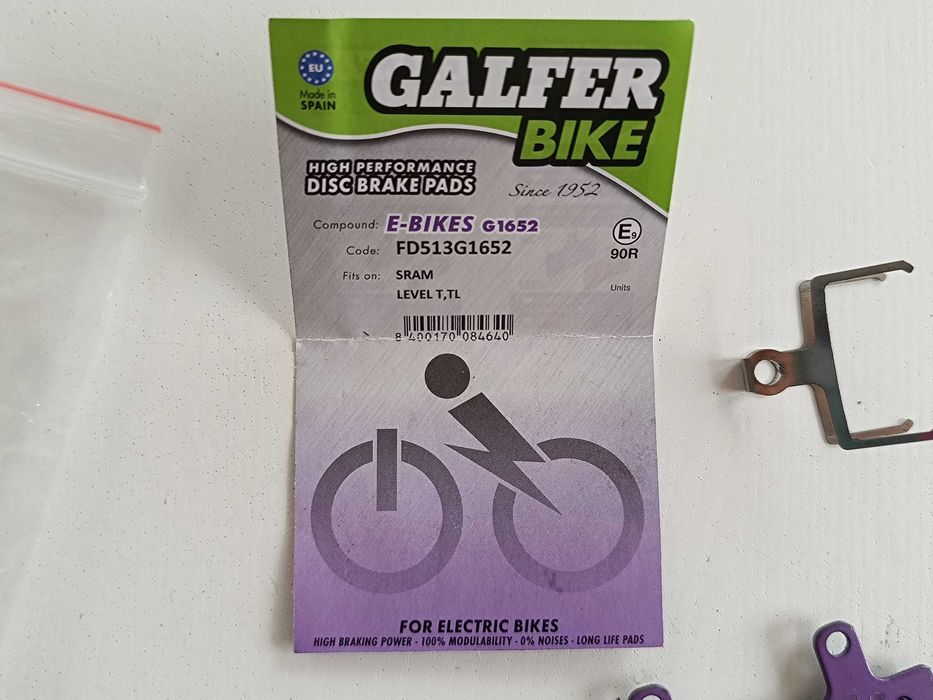 EU
Made in
SPAIN
GALFER
BIKE
HIGH PERFORMANCE
DISC BRAKE PADS
Since 1952
Compound: E-BIKES G1652
Code: FD513G1652
E9
90R
Fits on: SRAM
LEVEL T,TL
Units
8 400170 084640
FOR ELECTRIC BIKES
HIGH BRAKING POWER - 100% MODULABILITY - 0% NOISES - LONG LIFE PADS